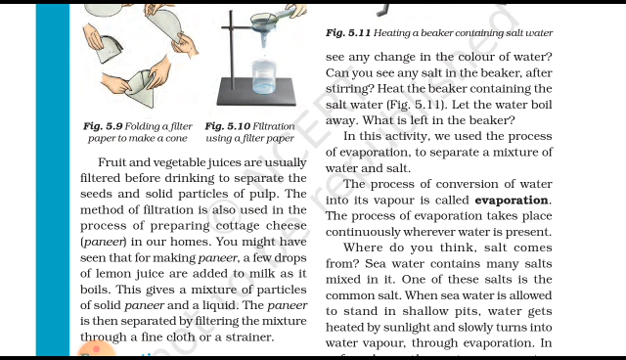 Fig. 5.9 Folding a filter
paper to make a cone
Fig. 5.10 Filtration
using a filter paper
Fruit and vegetable juices are usually
filtered before drinking to separate the
seeds and solid particles of pulp. The
method of filtration is also used in the
process of preparing cottage cheese
(paneer) in our homes. You might have
seen that for making paneer, a few drops
of lemon juice are added to milk as it
boils. This gives a mixture of particles
of solid paneer and a liquid. The paneer
is then separated by filtering the mixture
through a fine cloth or a strainer.
Fig. 5.11 Heating a beaker containing salt water
see any change in the colour of water?
Can you see any salt in the beaker, after
stirring? Heat the beaker containing the
salt water (Fig. 5.11). Let the water boil
away. What is left in the beaker?
In this activity, we used the process
of evaporation, to separate a mixture of
water and salt.
The process of conversion of water
into its vapour is called evaporation.
The process of evaporation takes place
continuously wherever water is present.
Where do you think, salt comes
from? Sea water contains many salts
mixed in it. One of these salts is the
common salt. When sea water is allowed
to stand in shallow pits, water gets
heated by sunlight and slowly turns into
water vapour, through evaporation. In
© NCERT
not to be republished